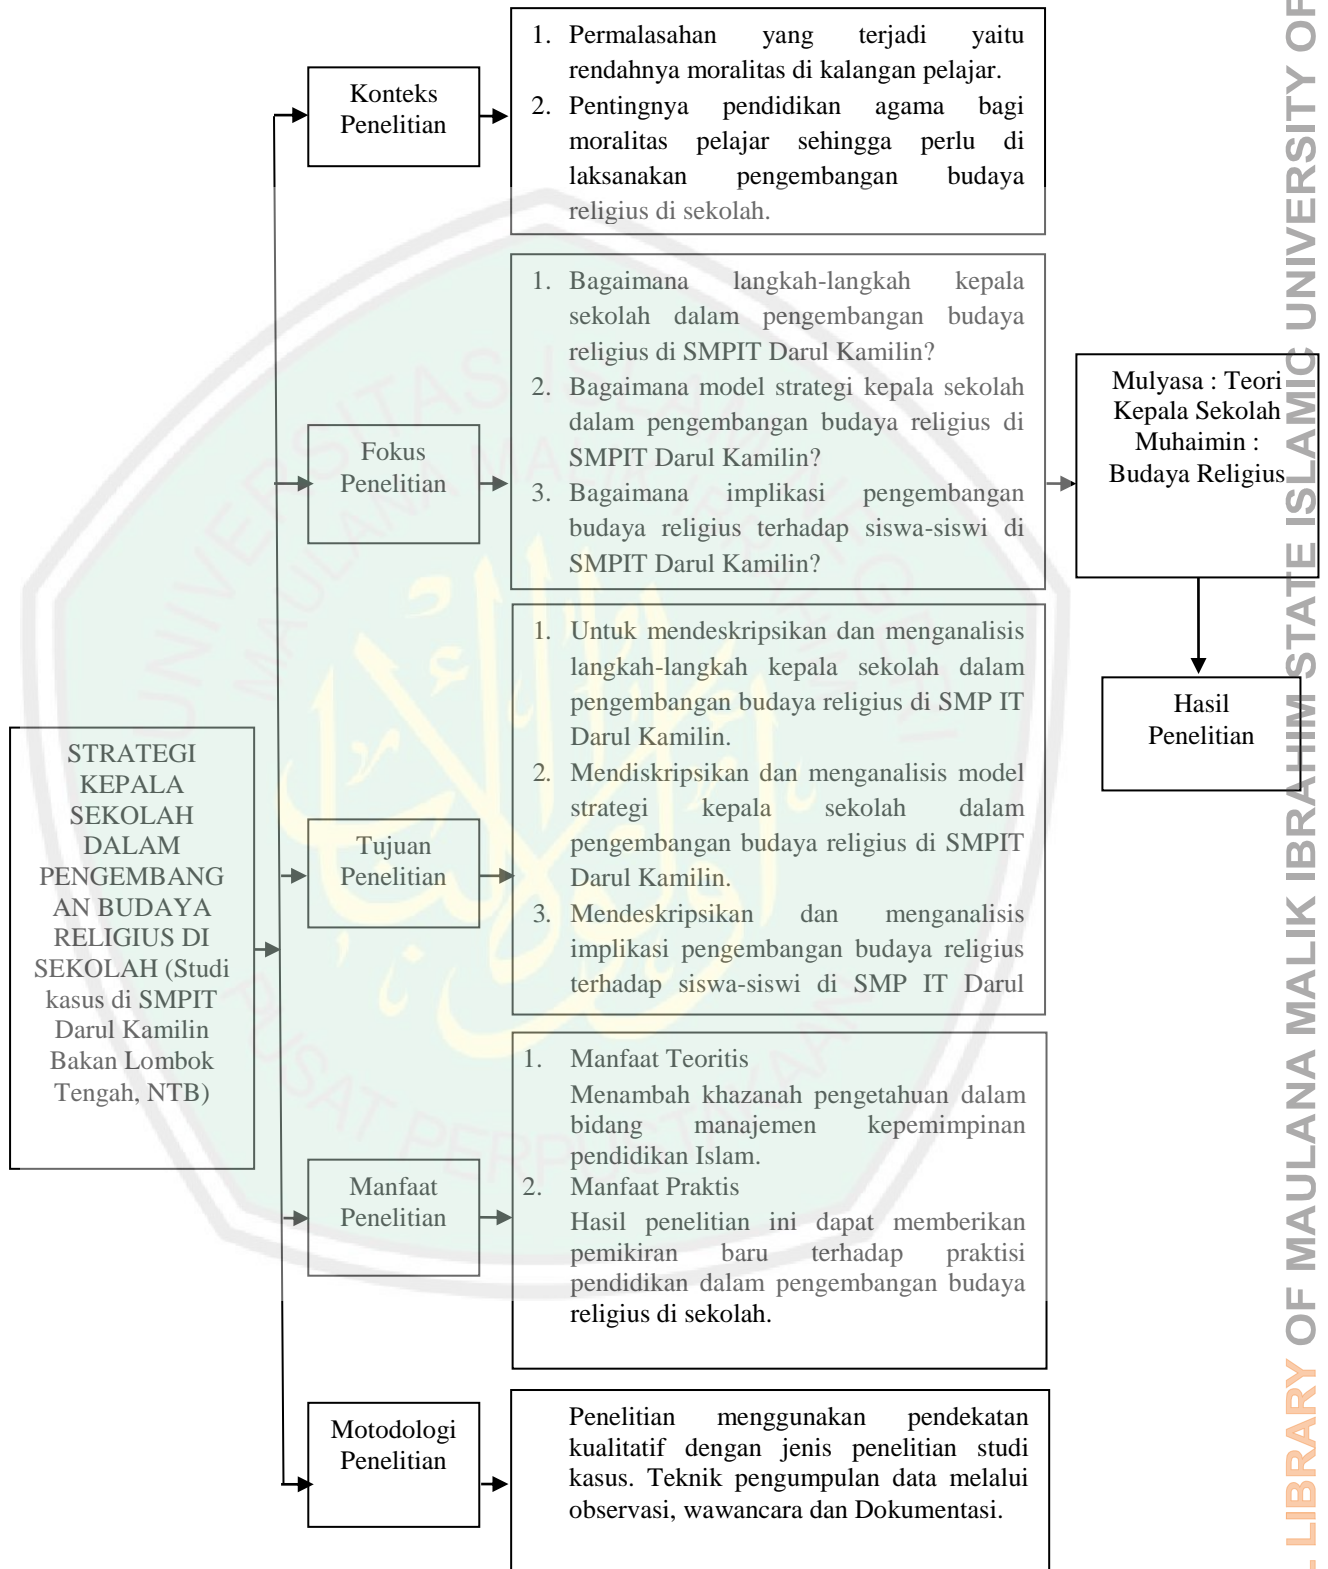 STRATEGI
KEPALA
SEKOLAH
DALAM
PENGEMBANG
AN BUDAYA
RELIGIUS DI
SEKOLAH (Studi
kasus di SMPIT
Darul Kamilin
Bakan Lombok
Tengah, NTB)
Konteks
Penelitian
1. Permalasahan yang terjadi yaitu
rendahnya moralitas di kalangan pelajar.
2. Pentingnya pendidikan agama bagi
moralitas pelajar sehingga perlu di
laksanakan pengembangan budaya
religius di sekolah.
Fokus
Penelitian
1. Bagaimana langkah-langkah kepala
sekolah dalam pengembangan budaya
religius di SMPIT Darul Kamilin?
2. Bagaimana model strategi kepala sekolah
dalam pengembangan budaya religius di
SMPIT Darul Kamilin?
3. Bagaimana implikasi pengembangan
budaya religius terhadap siswa-siswi di
SMPIT Darul Kamilin?
Mulyasa : Teori
Kepala Sekolah
Muhaimin :
Budaya Religius
Hasil
Penelitian
Tujuan
Penelitian
1. Untuk mendeskripsikan dan menganalisis
langkah-langkah kepala sekolah dalam
pengembangan budaya religius di SMP IT
Darul Kamilin.
2. Mendiskripsikan dan menganalisis model
strategi kepala sekolah dalam
pengembangan budaya religius di SMPIT
Darul Kamilin.
3. Mendeskripsikan dan menganalisis
implikasi pengembangan budaya religius
terhadap siswa-siswi di SMP IT Darul
Manfaat
Penelitian
1. Manfaat Teoritis
Menambah khazanah pengetahuan dalam
bidang manajemen kepemimpinan
pendidikan Islam.
2. Manfaat Praktis
Hasil penelitian ini dapat memberikan
pemikiran baru terhadap praktisi
pendidikan dalam pengembangan budaya
religius di sekolah.
Motodologi
Penelitian
Penelitian menggunakan pendekatan
kualitatif dengan jenis penelitian studi
kasus. Teknik pengumpulan data melalui
observasi, wawancara dan Dokumentasi.
UNIVERSITAS ISLAM NEGERI
MAULANA MALIK IBRAHIM
PUSAT PERPUSTAKAAN
LIBRARY OF MAULANA MALIK IBRAHIM STATE ISLAMIC UNIVERSITY OF